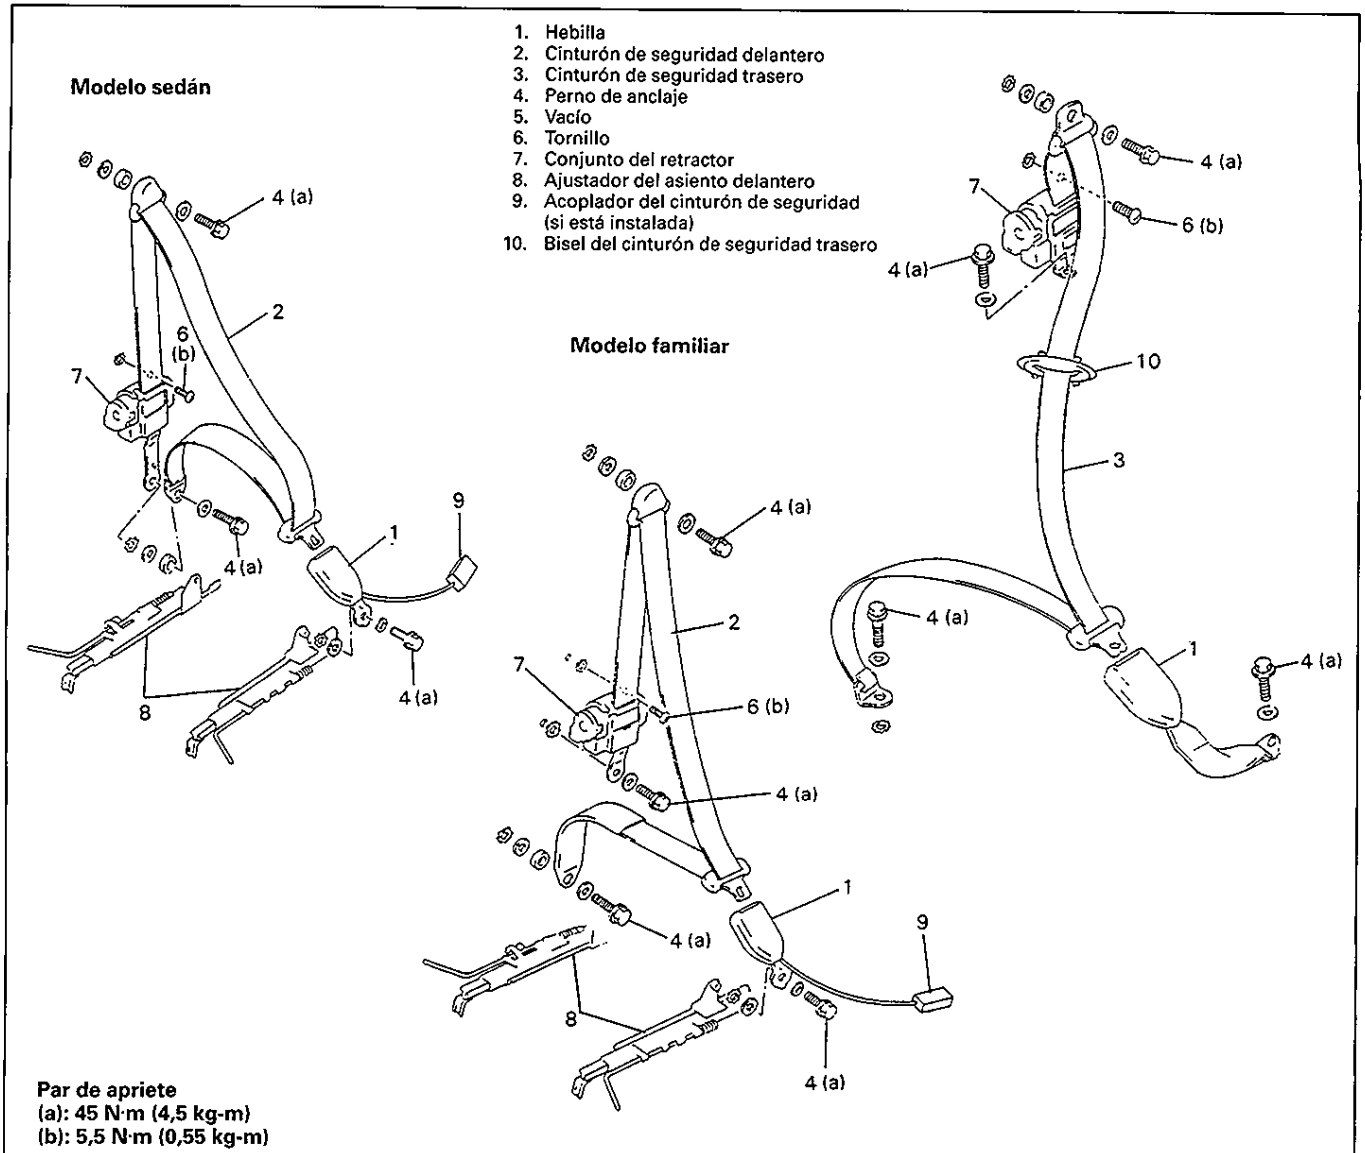 1. Hebilla
2. Cinturón de seguridad delantero
3. Cinturón de seguridad trasero
4. Perno de anclaje
5. Vacío
6. Tornillo
7. Conjunto del retractor
8. Ajustador del asiento delantero
9. Acoplador del cinturón de seguridad
(si está instalada)
10. Bisel del cinturón de seguridad trasero
Modelo sedán
4 (a)
2
6
(b)
7
9
1
4 (a)
4 (a)
8
Modelo familiar
4 (a)
2
7
6 (b)
4 (a)
1
4 (a)
9
8
4 (a)
4 (a)
7
6 (b)
4 (a)
10
3
4 (a)
1
4 (a)
Par de apriete
(a): 45 N·m (4,5 kg-m)
(b): 5,5 N·m (0,55 kg-m)